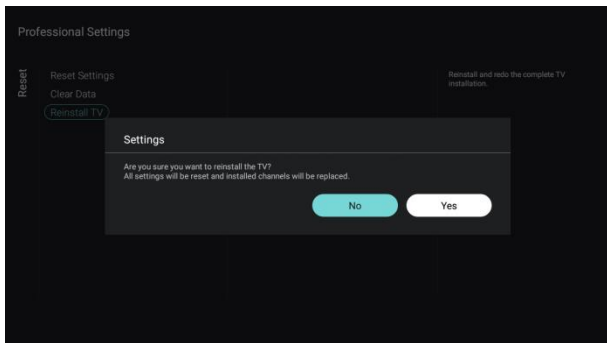 Professional Settings
Reset
Reset Settings
Clear Data
Reinstall TV
Reinstall and redo the complete TV
installation.
Settings
Are you sure you want to reinstall the TV?
All settings will be reset and installed channels will be replaced.
No
Yes